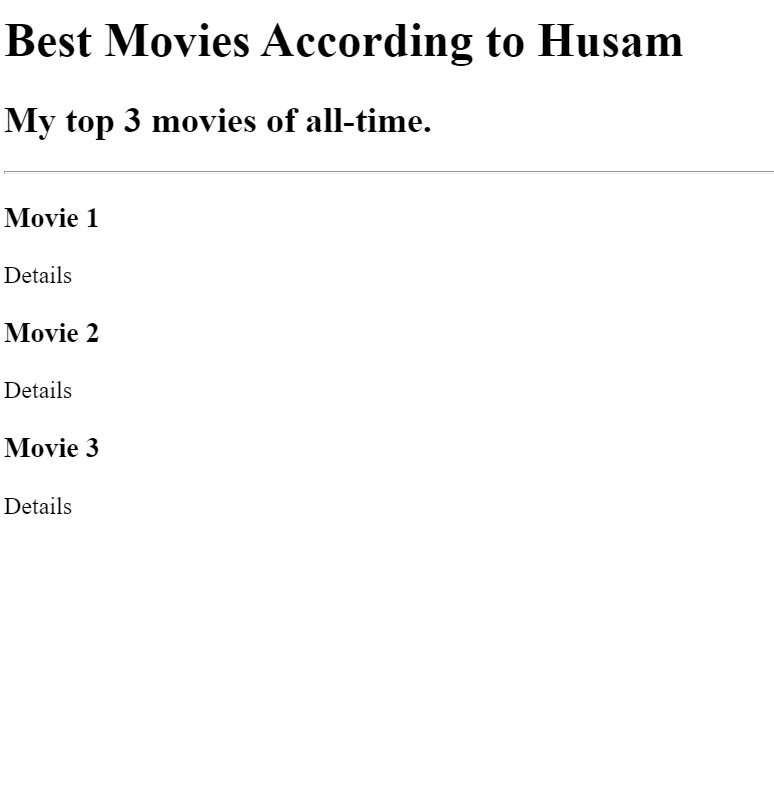 Best Movies According to Husam
My top 3 movies of all-time.
Movie 1
Details
Movie 2
Details
Movie 3
Details